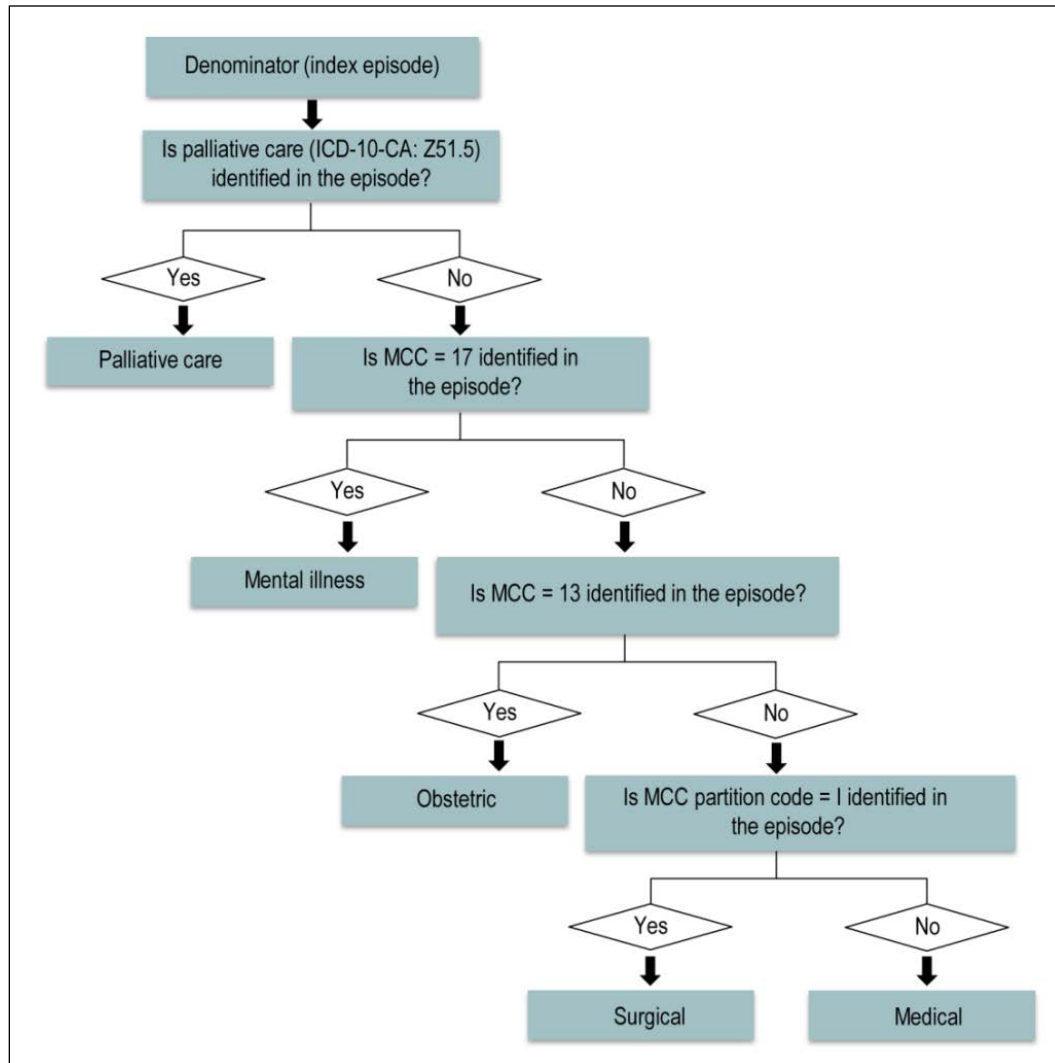 Denominator (index episode)
Is palliative care (ICD-10-CA: Z51.5)
identified in the episode?
Yes
No
Palliative care
Is MCC = 17 identified in
the episode?
Yes
No
Mental illness
Is MCC = 13 identified in the episode?
Yes
No
Obstetric
Is MCC partition code = I identified in
the episode?
Yes
No
Surgical
Medical